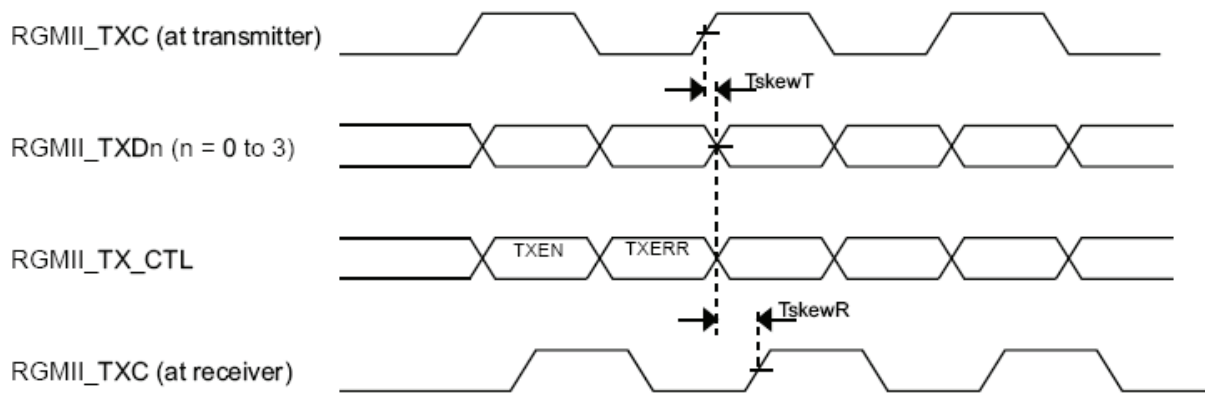 RGMII_TXC (at transmitter)
TskewT
RGMII_TXDn (n = 0 to 3)
RGMII_TX_CTL
TXEN
TXERR
TskewR
RGMII_TXC (at receiver)